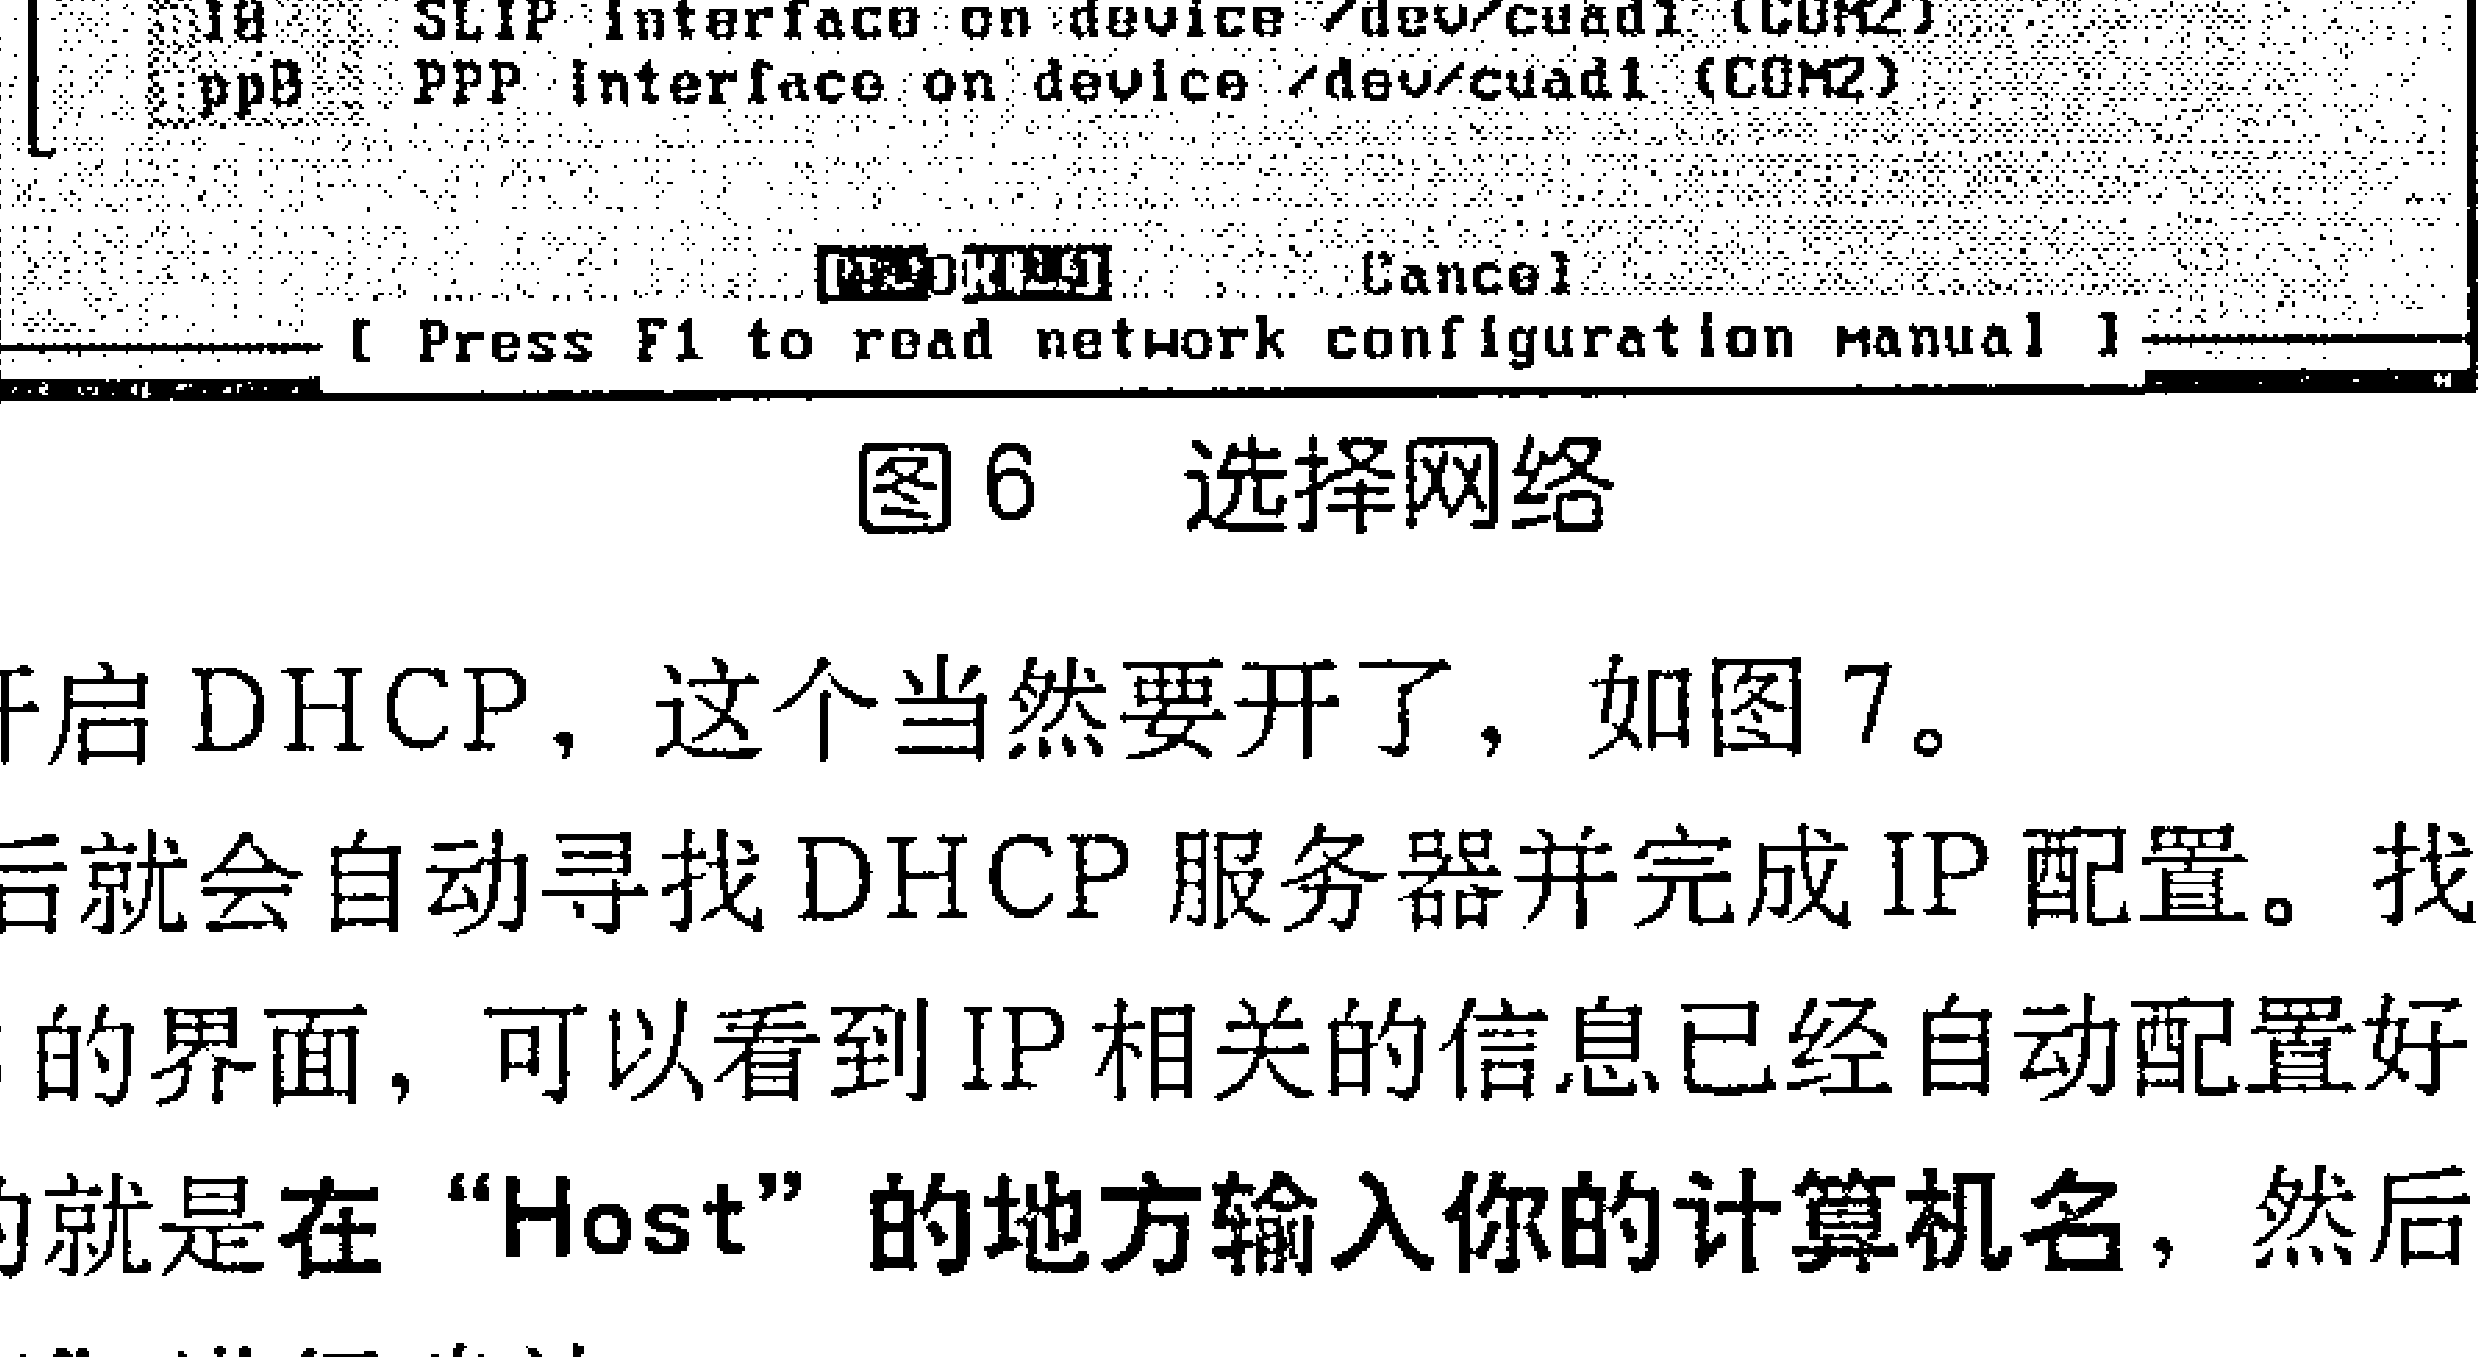 SLIP interface on device /dev/cuad1 (COM2)
pp0 PPP interface on device /dev/cuad1 (COM2)
OK Cancel
[ Press F1 to read network configuration manual ]
图 6 选择网络
开启 DHCP，这个当然要开了，如图 7。
后就会自动寻找 DHCP 服务器并完成 IP 配置。找
的界面，可以看到 IP 相关的信息已经自动配置好
的就是在“Host”的地方输入你的计算机名，然后